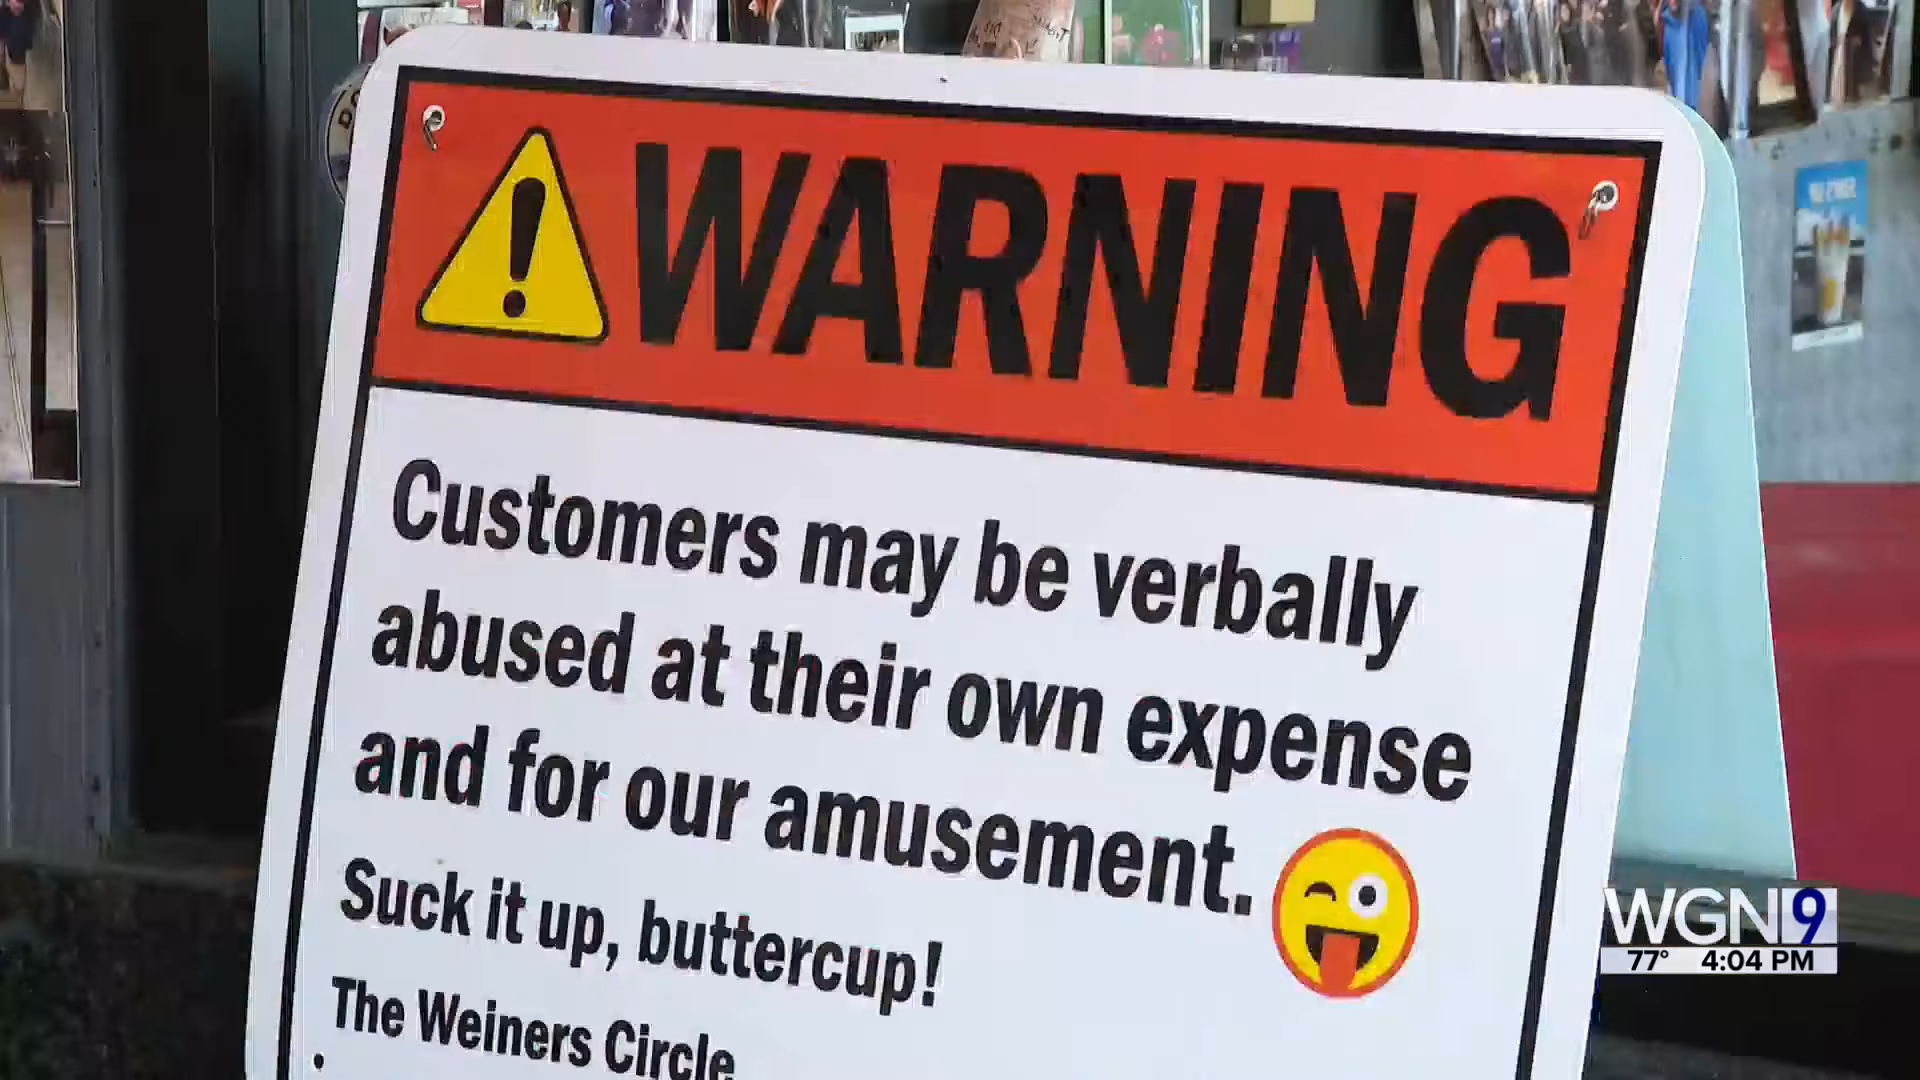 WARNING
Customers may be verbally
abused at their own expense
and for our amusement.
Suck it up, buttercup!
The Weiners Circle
WGN9
77° 4:04 PM